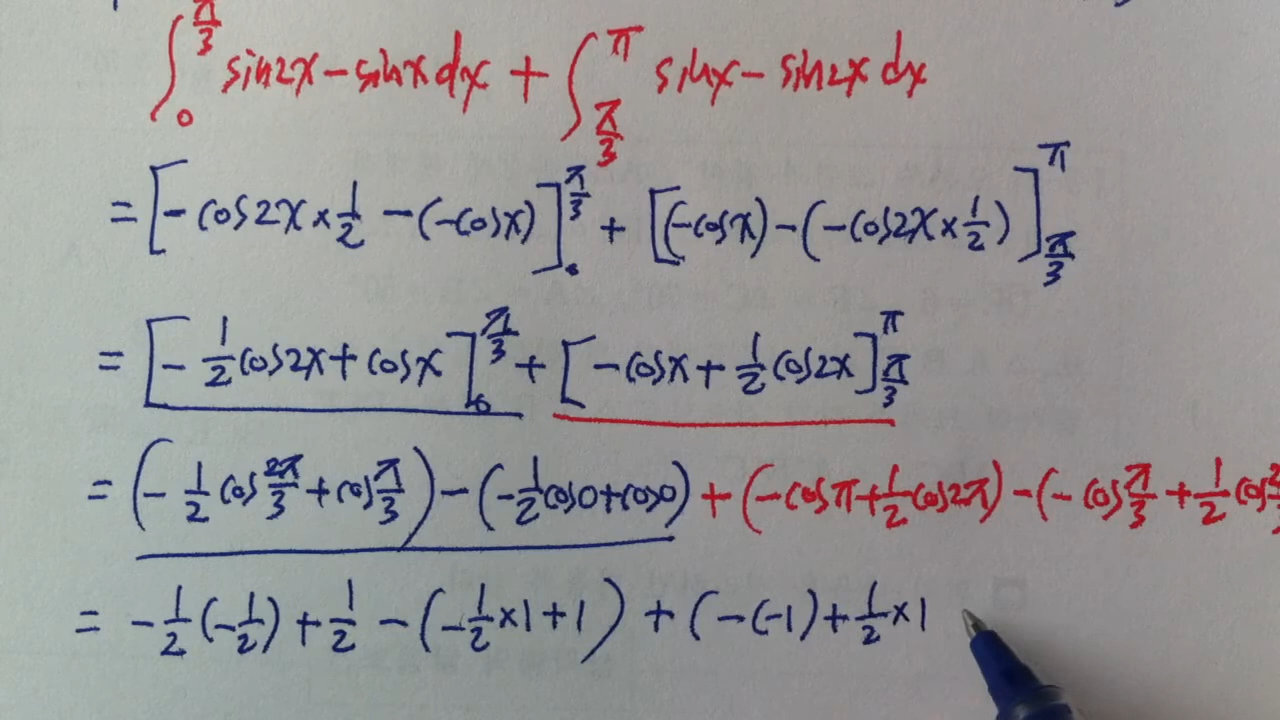 ∫₀^(π/3) sin2x - sinx dx + ∫_(π/3)^π sinx - sin2x dx
= [- cos2x × 1/2 - (-cosx)]₀^(π/3) + [(-cosx) - (-cos2x × 1/2)]_(π/3)^π
= [- 1/2 cos2x + cosx]₀^(π/3) + [- cosx + 1/2 cos2x]_(π/3)^π
= (- 1/2 cos 2π/3 + cos π/3) - (- 1/2 cos0 + cos0) + (- cosπ + 1/2 cos2π) - (- cos π/3 + 1/2 cos
= - 1/2 (- 1/2) + 1/2 - (- 1/2 × 1 + 1) + (- (-1) + 1/2 × 1